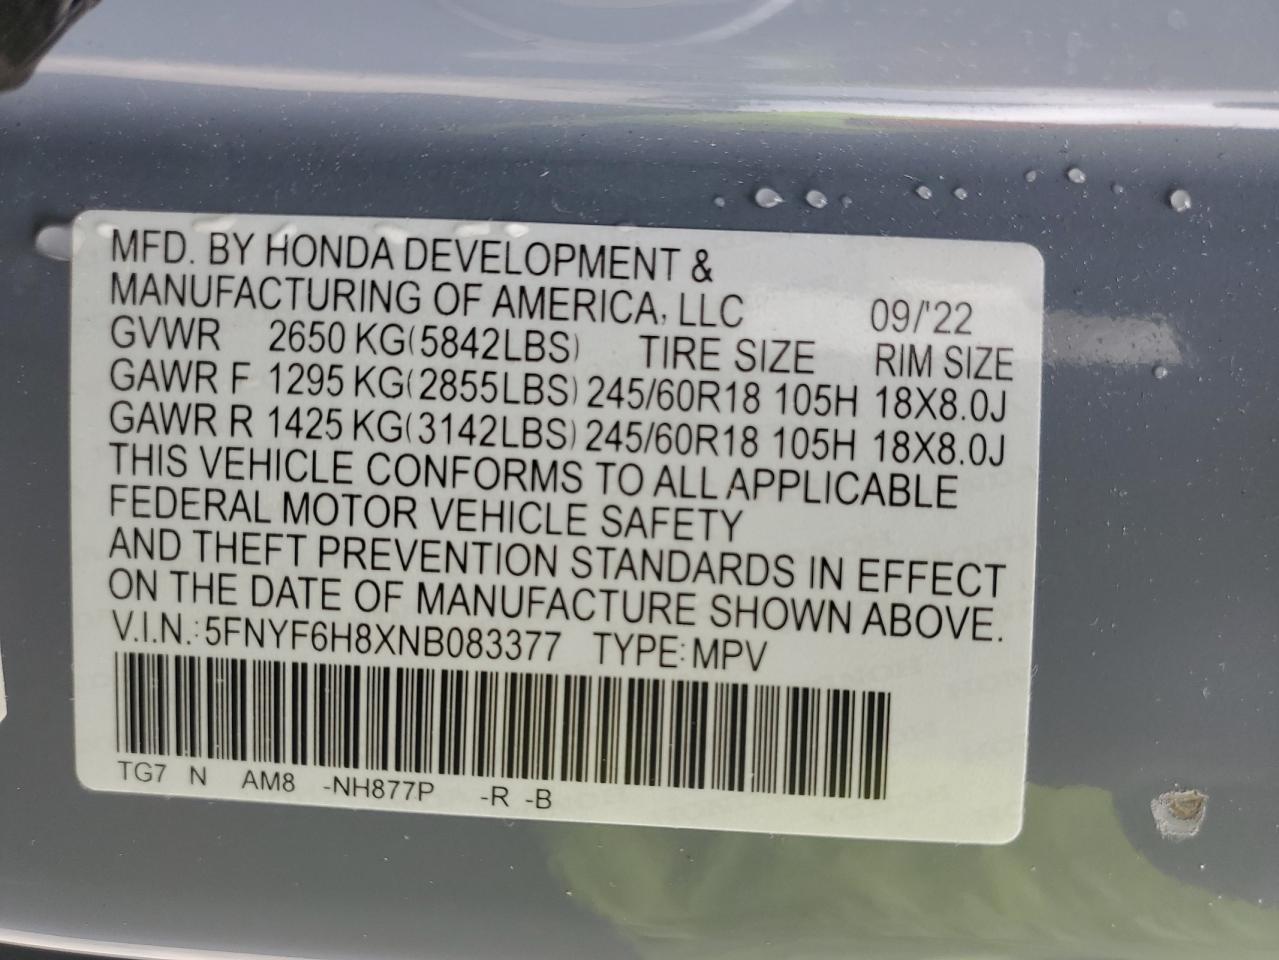 MFD. BY HONDA DEVELOPMENT &
MANUFACTURING OF AMERICA, LLC 09/'22
GVWR 2650 KG(5842LBS) TIRE SIZE RIM SIZE
GAWR F 1295 KG(2855LBS) 245/60R18 105H 18X8.0J
GAWR R 1425 KG(3142LBS) 245/60R18 105H 18X8.0J
THIS VEHICLE CONFORMS TO ALL APPLICABLE
FEDERAL MOTOR VEHICLE SAFETY
AND THEFT PREVENTION STANDARDS IN EFFECT
ON THE DATE OF MANUFACTURE SHOWN ABOVE.
V.I.N.: 5FNYF6H8XNB083377 TYPE: MPV
TG7 N AM8 -NH877P -R -B